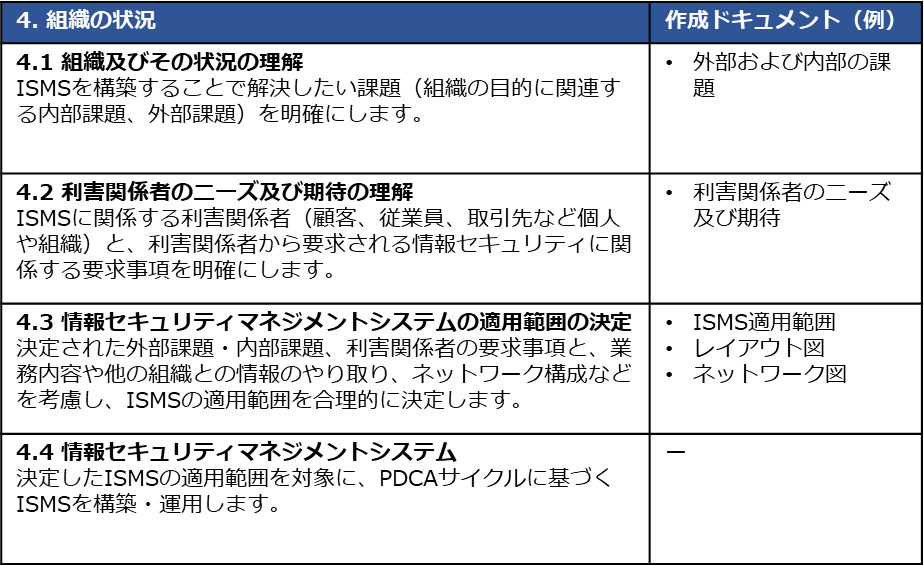 4. 組織の状況
作成ドキュメント（例）
4.1 組織及びその状況の理解
ISMSを構築することで解決したい課題（組織の目的に関連す
る内部課題、外部課題）を明確にします。
• 外部および内部の課
題
4.2 利害関係者のニーズ及び期待の理解
ISMSに関係する利害関係者（顧客、従業員、取引先など個人
や組織）と、利害関係者から要求される情報セキュリティに関
係する要求事項を明確にします。
• 利害関係者のニーズ
及び期待
4.3 情報セキュリティマネジメントシステムの適用範囲の決定
決定された外部課題・内部課題、利害関係者の要求事項と、業
務内容や他の組織との情報のやり取り、ネットワーク構成など
を考慮し、ISMSの適用範囲を合理的に決定します。
• ISMS適用範囲
• レイアウト図
• ネットワーク図
4.4 情報セキュリティマネジメントシステム
決定したISMSの適用範囲を対象に、PDCAサイクルに基づく
ISMSを構築・運用します。
ー